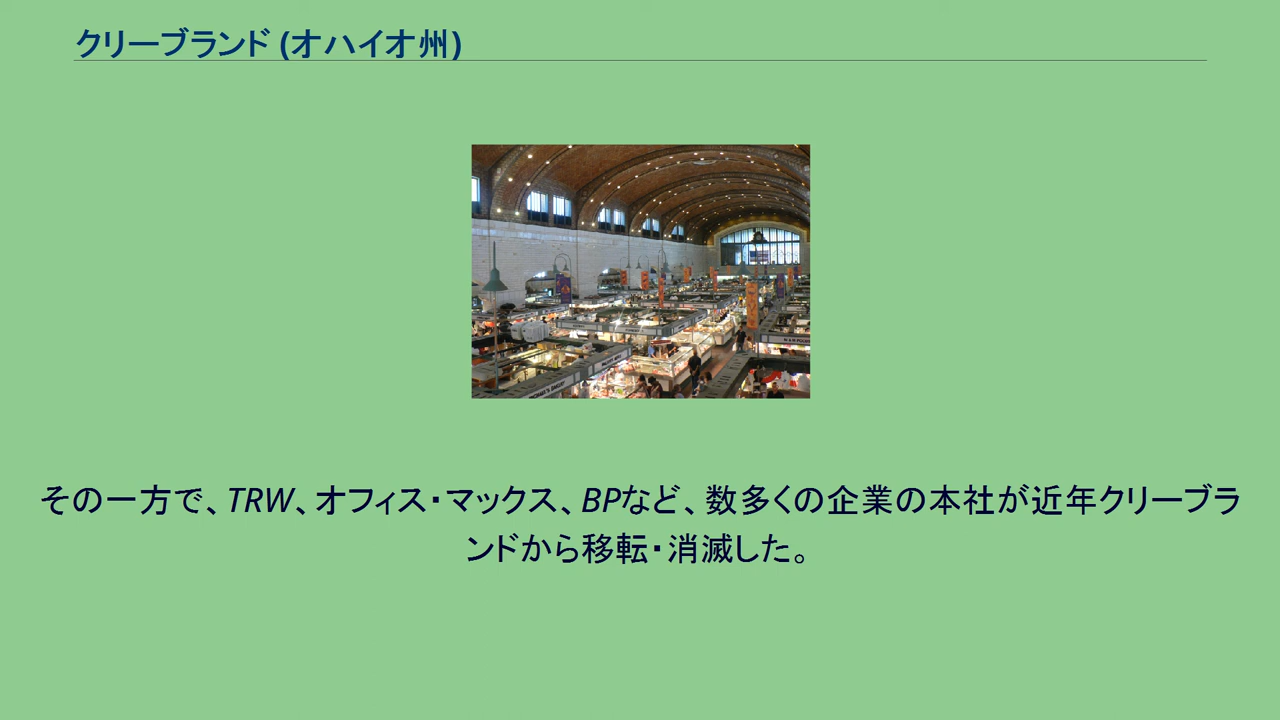 クリーブランド (オハイオ州)
その一方で、TRW、オフィス・マックス、BPなど、数多くの企業の本社が近年クリーブラ
ンドから移転・消滅した。